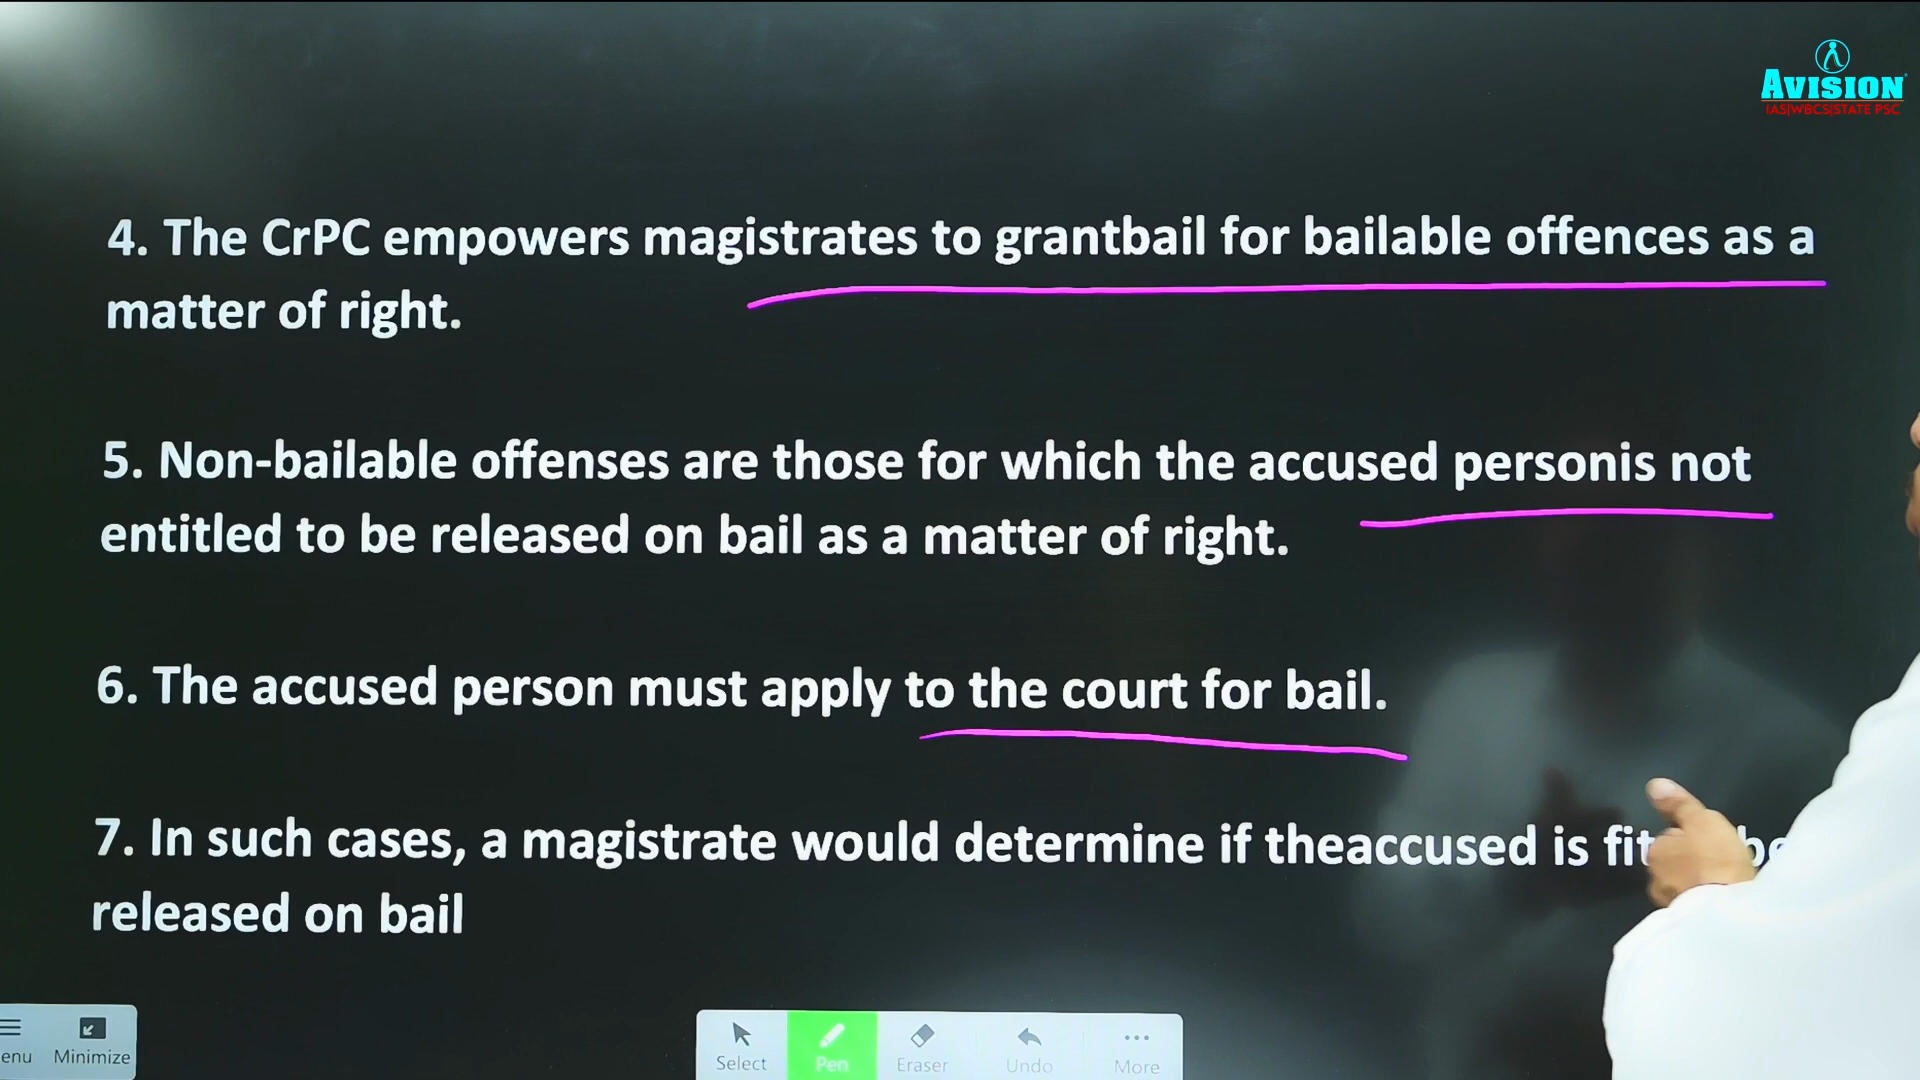 AVISION
IAS|WBCS|STATE PSC
4. The CrPC empowers magistrates to grantbail for bailable offences as a
matter of right.
5. Non-bailable offenses are those for which the accused personis not
entitled to be released on bail as a matter of right.
6. The accused person must apply to the court for bail.
7. In such cases, a magistrate would determine if theaccused is fit be
released on bail
enu
Minimize
Select
Pen
Eraser
Undo
More